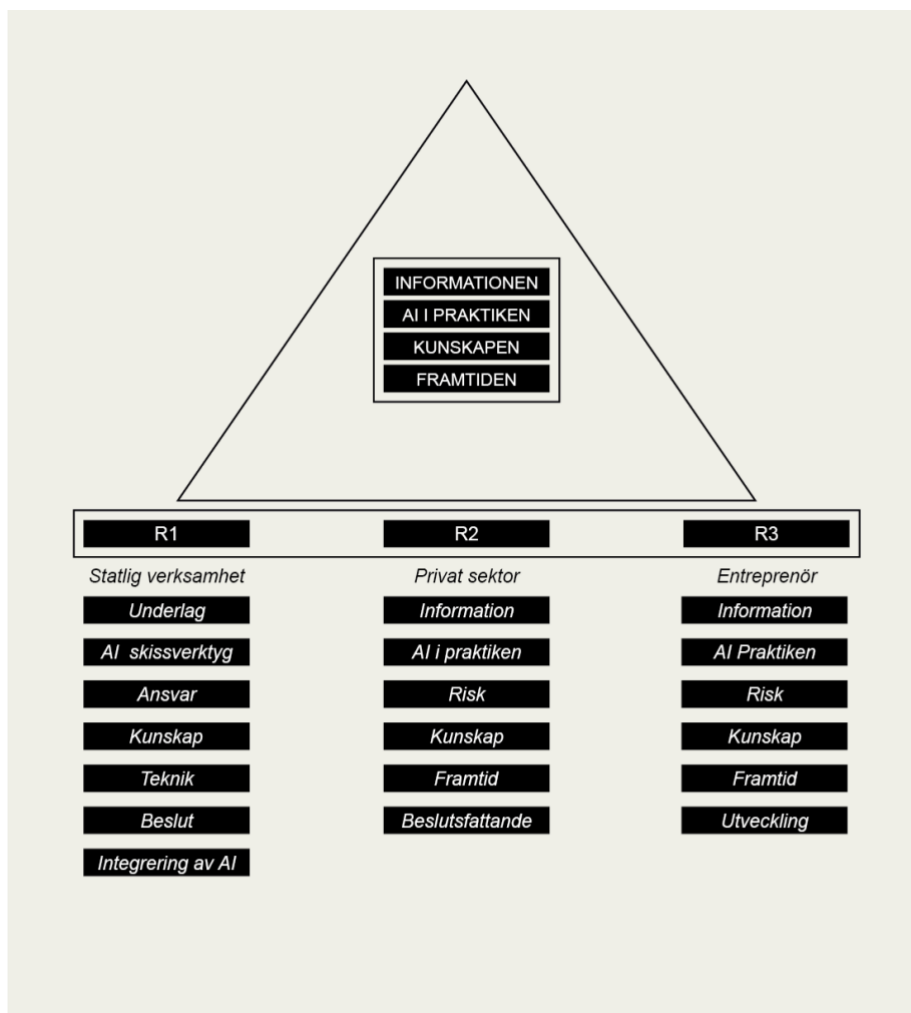 INFORMATIONEN
AI I PRAKTIKEN
KUNSKAPEN
FRAMTIDEN
R1
R2
R3
Statlig verksamhet
Privat sektor
Entreprenör
Underlag
Information
Information
AI skissverktyg
AI i praktiken
AI Praktiken
Ansvar
Risk
Risk
Kunskap
Kunskap
Kunskap
Teknik
Framtid
Framtid
Beslut
Beslutsfattande
Utveckling
Integrering av AI